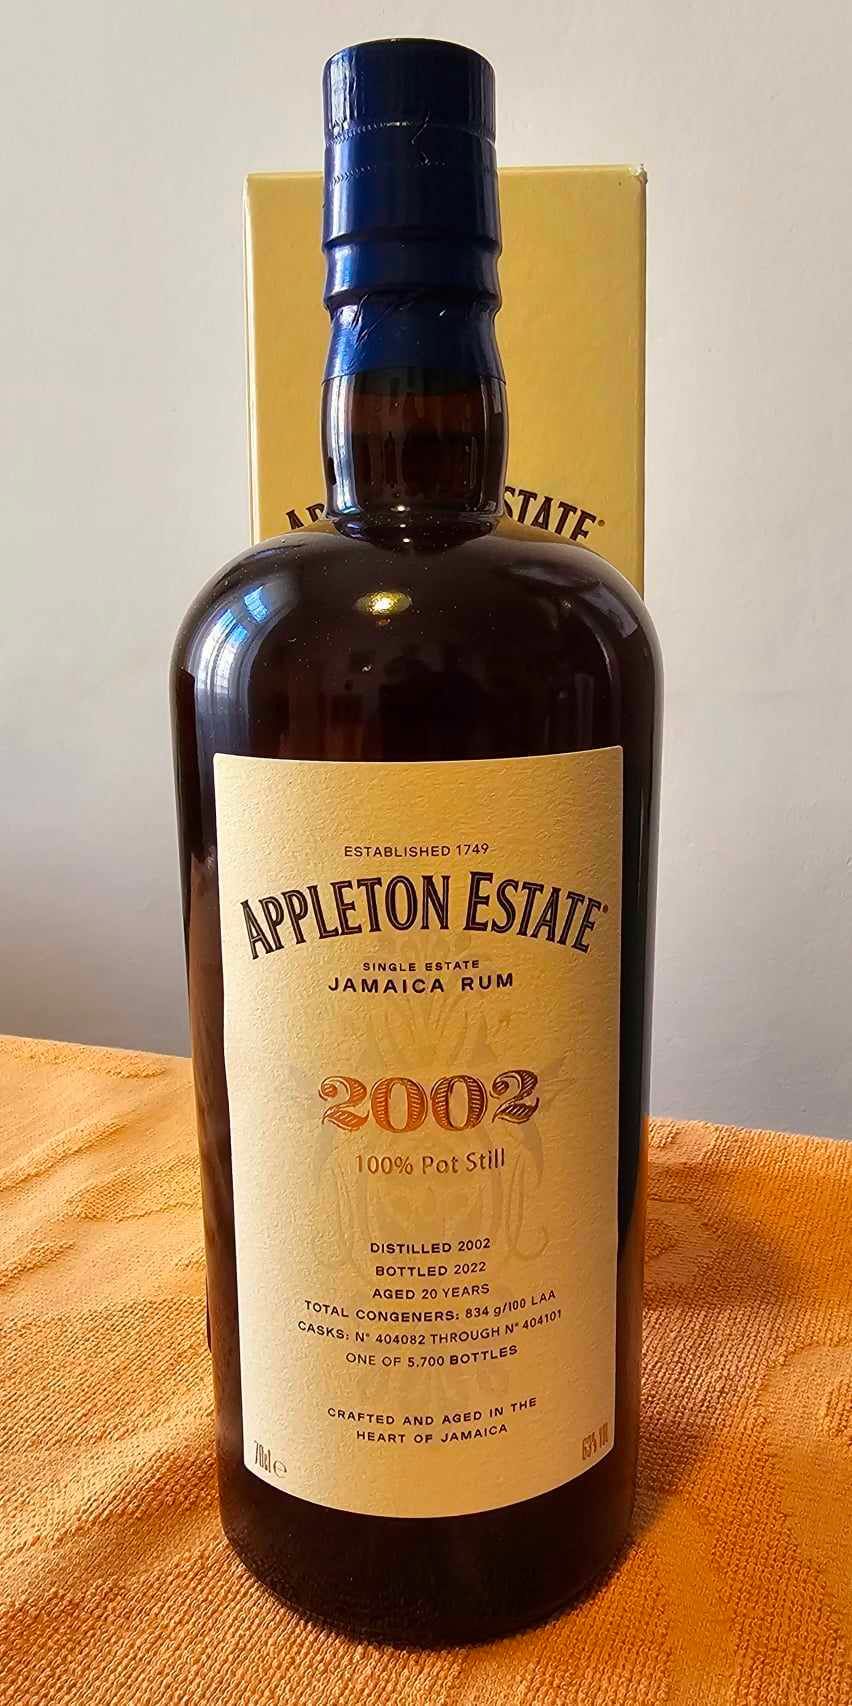 ESTABLISHED 1749
APPLETON ESTATE®
SINGLE ESTATE
JAMAICA RUM
2002
100% Pot Still
DISTILLED 2002
BOTTLED 2022
AGED 20 YEARS
TOTAL CONGENERS: 834 g/100 LAA
CASKS: N° 404082 THROUGH N° 404101
ONE OF 5,700 BOTTLES
CRAFTED AND AGED IN THE
HEART OF JAMAICA
70cl e
63% vol
STATE®